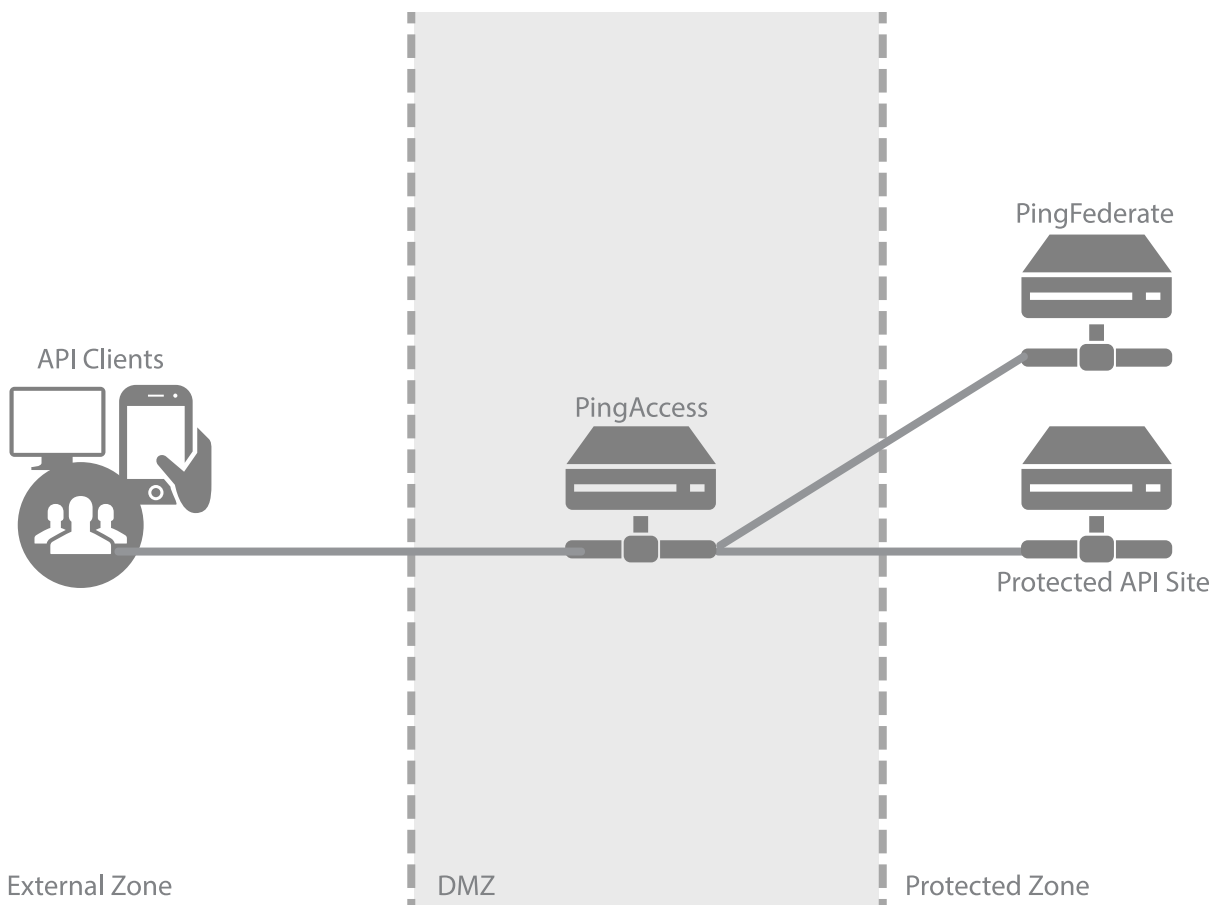 PingFederate
API Clients
PingAccess
Protected API Site
External Zone
DMZ
Protected Zone